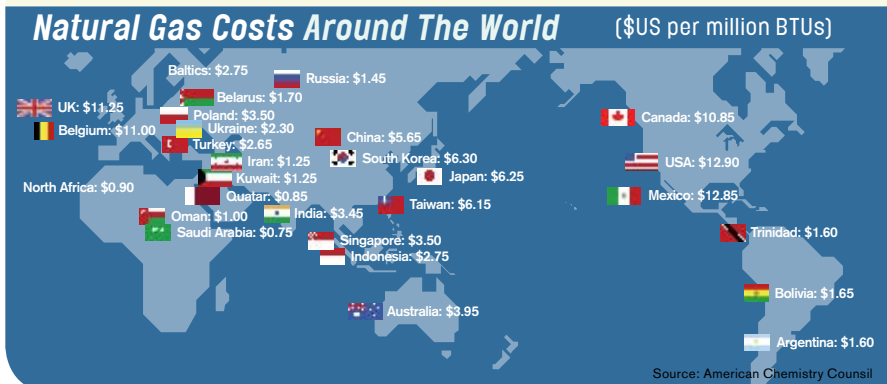 Natural Gas Costs Around The World
($US per million BTUs)
Baltics: $2.75
Russia: $1.45
Belarus: $1.70
UK: $11.25
Poland: $3.50
Canada: $10.85
Belgium: $11.00
Ukraine: $2.30
China: $5.65
Turkey: $2.65
South Korea: $6.30
Iran: $1.25
USA: $12.90
Kuwait: $1.25
Japan: $6.25
North Africa: $0.90
Quatar: $0.85
Mexico: $12.85
Taiwan: $6.15
Oman: $1.00
India: $3.45
Saudi Arabia: $0.75
Trinidad: $1.60
Singapore: $3.50
Indonesia: $2.75
Bolivia: $1.65
Australia: $3.95
Argentina: $1.60
Source: American Chemistry Counsil